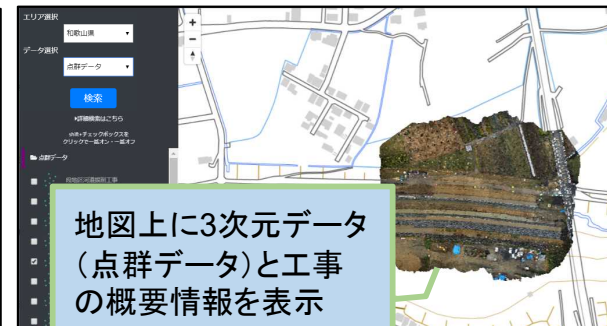 エリア選択
和歌山県
データ選択
点群データ
検索
*詳細検索はこちら
shift+チェックボックスを
クリックで一括オン・一括オフ
点群データ
地図上に3次元データ
(点群データ)と工事
の概要情報を表示